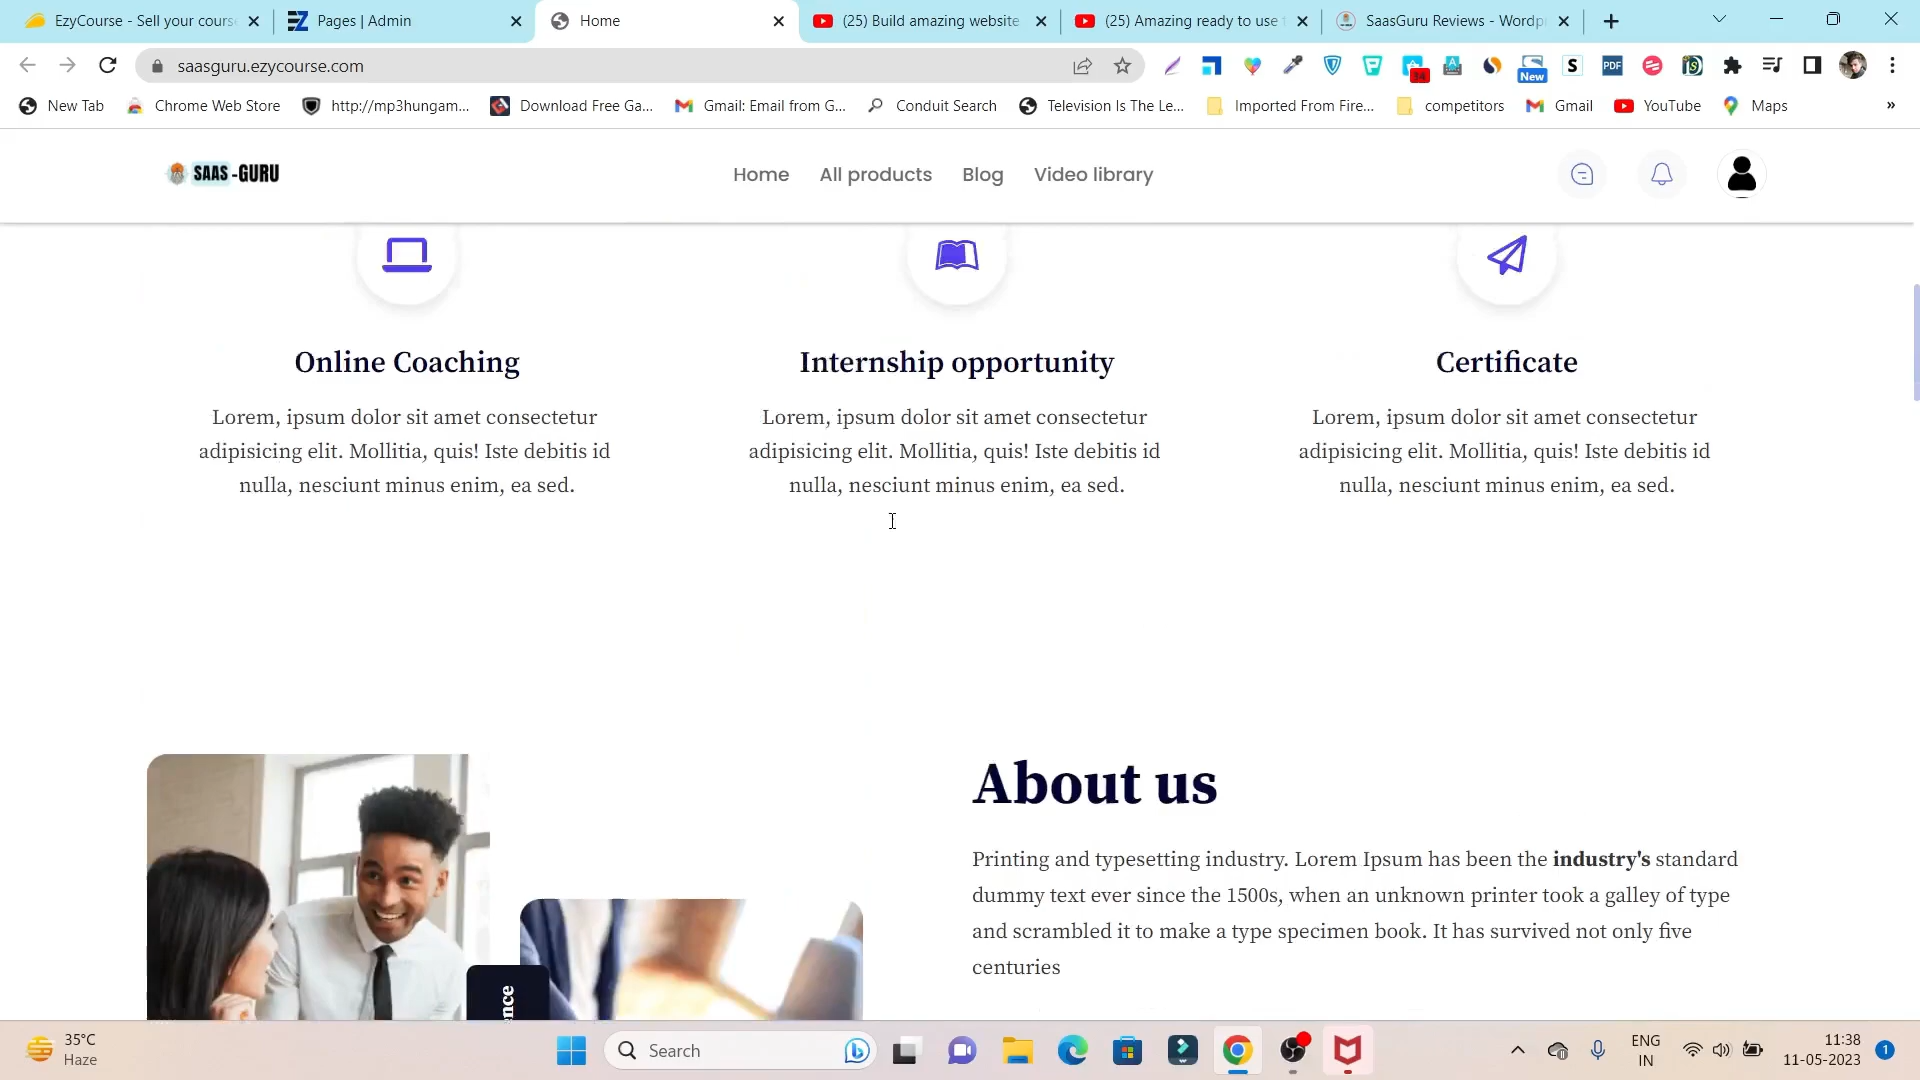 EzyCourse - Sell your cours
Pages | Admin
Home
(25) Build amazing website
(25) Amazing ready to use
SaasGuru Reviews - Wordp
saasguru.ezycourse.com
34
New
S
PDF
New Tab
Chrome Web Store
http://mp3hungam...
Download Free Ga...
Gmail: Email from G...
Conduit Search
Television Is The Le...
Imported From Fire...
competitors
Gmail
YouTube
Maps
»
SAAS-GURU
Home
All products
Blog
Video library
Online Coaching
Lorem, ipsum dolor sit amet consectetur
adipisicing elit. Mollitia, quis! Iste debitis id
nulla, nesciunt minus enim, ea sed.
Internship opportunity
Lorem, ipsum dolor sit amet consectetur
adipisicing elit. Mollitia, quis! Iste debitis id
nulla, nesciunt minus enim, ea sed.
Certificate
Lorem, ipsum dolor sit amet consectetur
adipisicing elit. Mollitia, quis! Iste debitis id
nulla, nesciunt minus enim, ea sed.
ence
About us
Printing and typesetting industry. Lorem Ipsum has been the industry's standard
dummy text ever since the 1500s, when an unknown printer took a galley of type
and scrambled it to make a type specimen book. It has survived not only five
centuries
35°C
Haze
Search
ENG
IN
11:38
11-05-2023
1